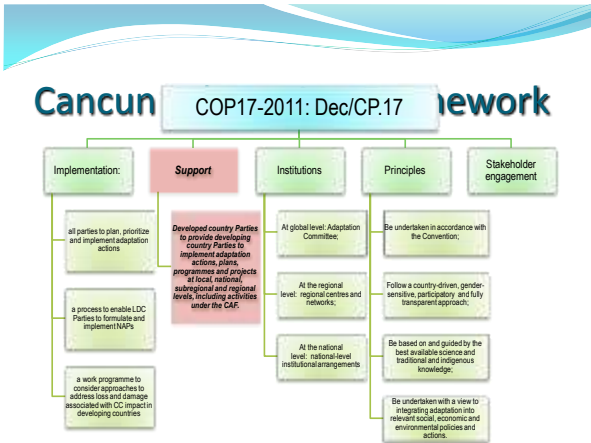 Cancun
COP17-2011: Dec/CP.17
nework
Implementation:
all parties to plan, prioritize
and implement adaptation
actions
a process to enable LDC
Parties to formulate and
implement NAPs
a work programme to
consider approaches to
address loss and damage
associated with CC impact in
developing countries
Support
Developed country Parties
to provide developing
country Parties to
implement adaptation
actions, plans,
programmes and projects
at local, national,
subregional and regional
levels, including activities
under the CAF.
Institutions
At global level: Adaptation
Committee;
At the regional
level: regional centres and
networks;
At the national
level: national-level
institutional arrangements
Principles
Be undertaken in accordance with
the Convention;
Follow a country-driven, gender-
sensitive, participatory and fully
transparent approach;
Be based on and guided by the
best available science and
traditional and indigenous
knowledge;
Be undertaken with a view to
integrating adaptation into
relevant social, economic and
environmental policies and
actions.
Stakeholder
engagement